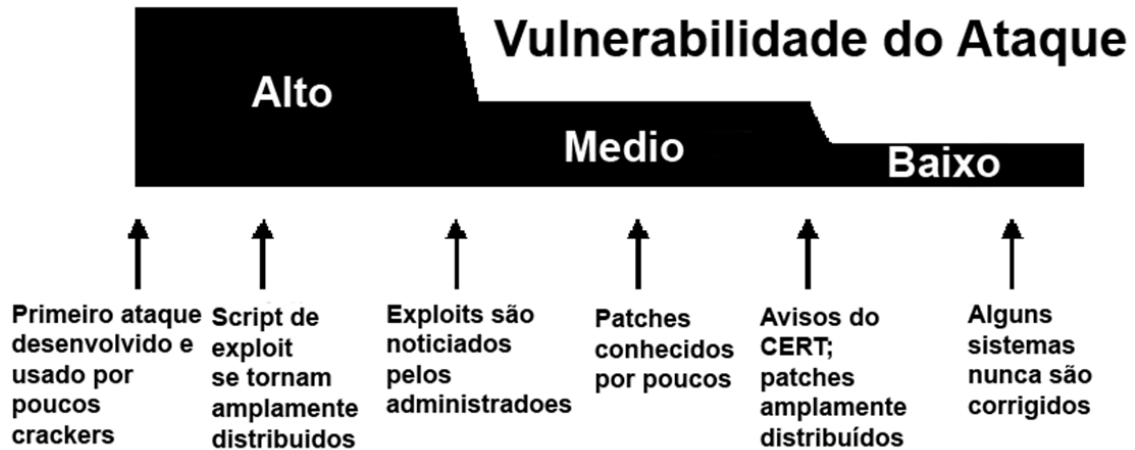 Vulnerabilidade do Ataque
Alto
Medio
Baixo
Primeiro ataque
desenvolvido e
usado por
poucos
crackers
Script de
exploit
se tornam
amplamente
distribuidos
Exploits são
noticiados
pelos
administradoes
Patches
conhecidos
por poucos
Avisos do
CERT;
patches
amplamente
distribuídos
Alguns
sistemas
nunca são
corrigidos